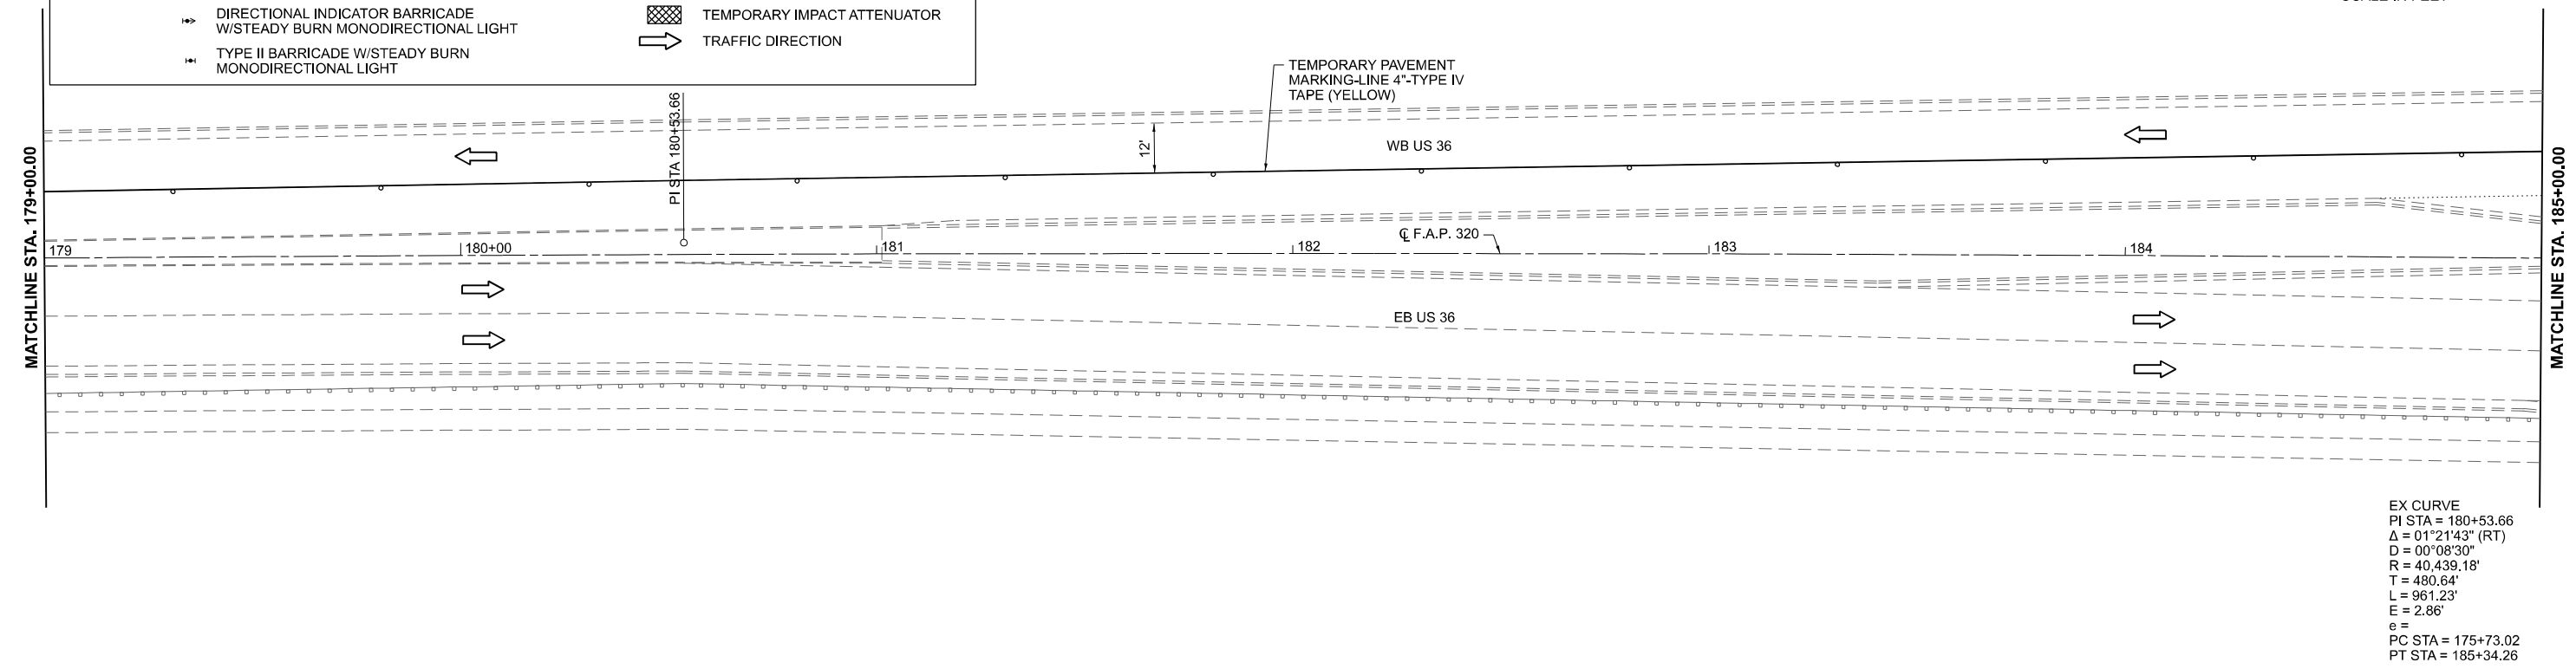 DIRECTIONAL INDICATOR BARRICADE
W/STEADY BURN MONODIRECTIONAL LIGHT
TYPE II BARRICADE W/STEADY BURN
MONODIRECTIONAL LIGHT
TEMPORARY IMPACT ATTENUATOR
TRAFFIC DIRECTION
TEMPORARY PAVEMENT
MARKING-LINE 4"-TYPE IV
TAPE (YELLOW)
PI STA 180+53.66
12'
WB US 36
MATCHLINE STA. 179+00.00
MATCHLINE STA. 185+00.00
℄ F.A.P. 320
179
180+00
181
182
183
184
EB US 36
EX CURVE
PI STA = 180+53.66
Δ = 01°21'43" (RT)
D = 00°08'30"
R = 40,439.18'
T = 480.64'
L = 961.23'
E = 2.86'
e =
PC STA = 175+73.02
PT STA = 185+34.26